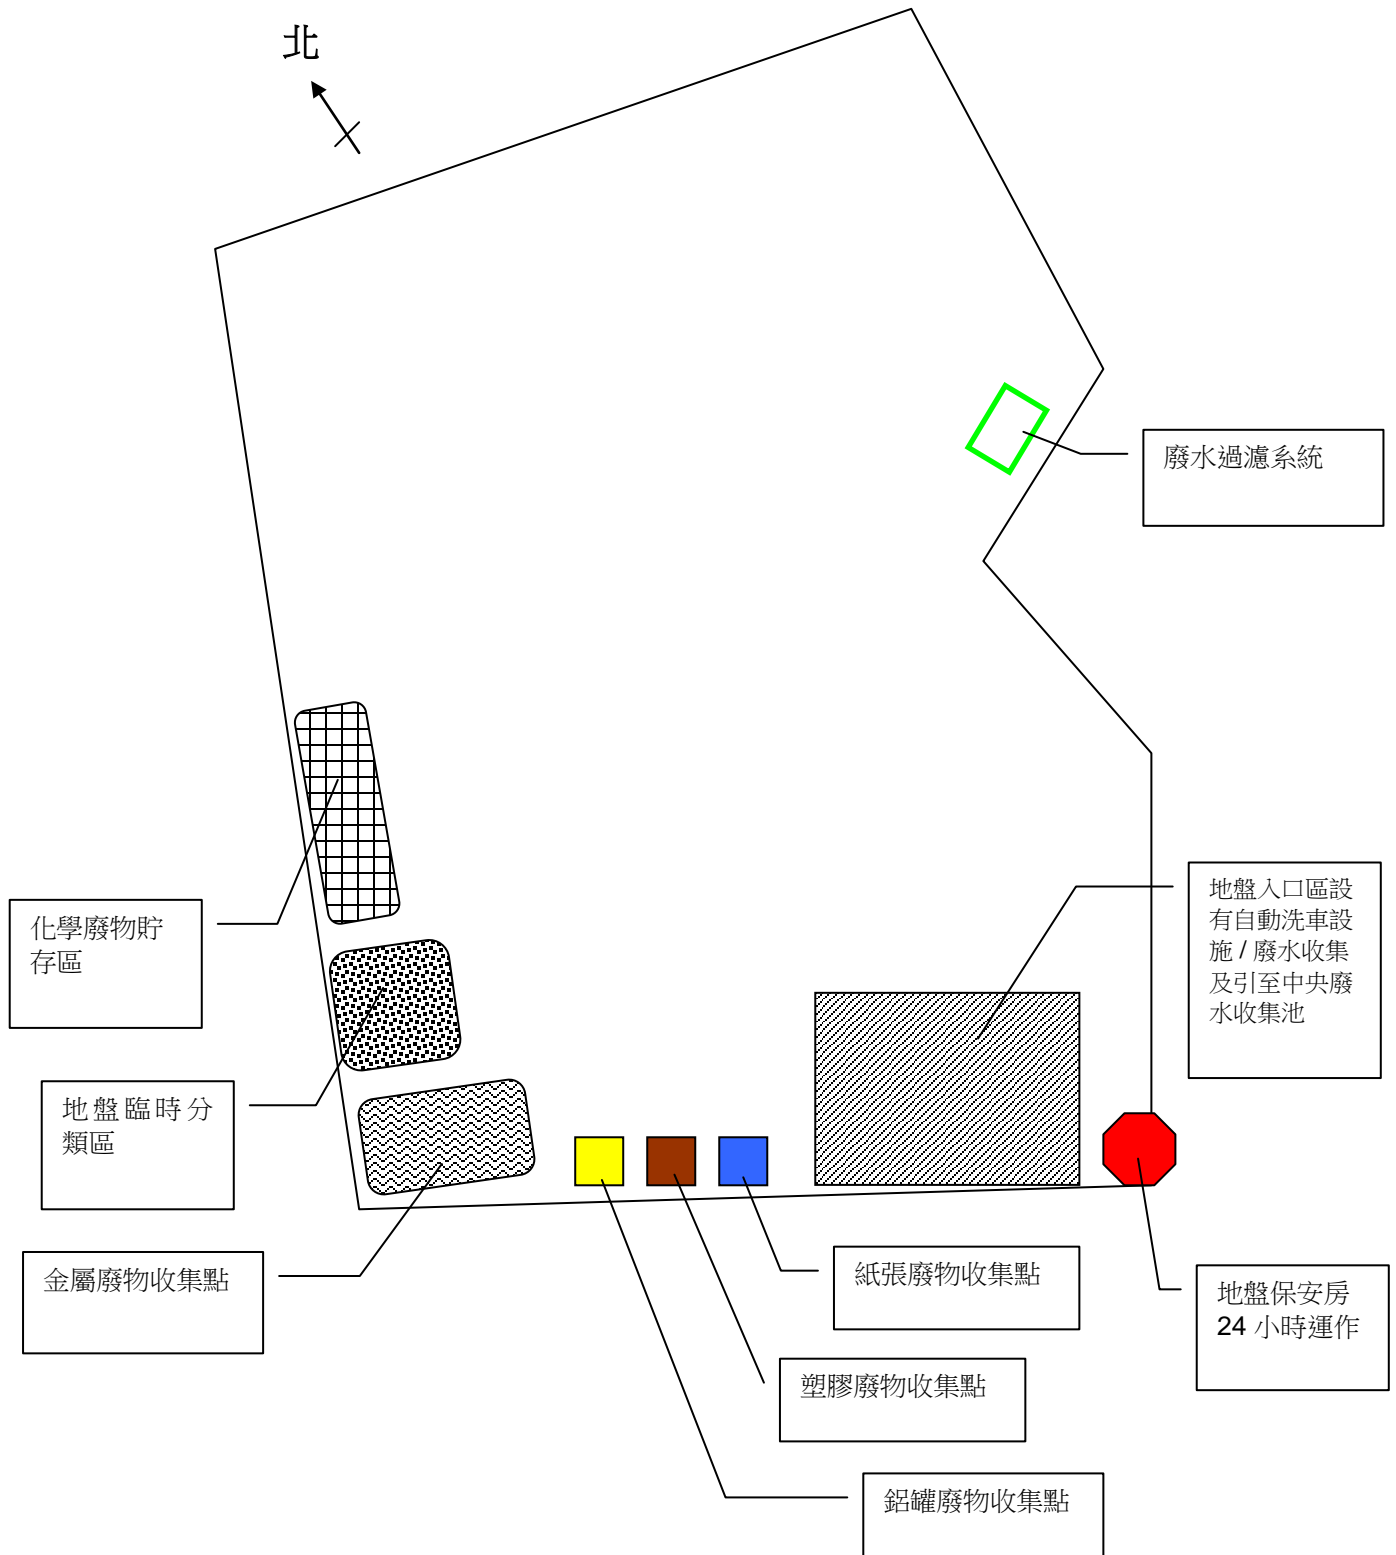 北
廢水過濾系統
地盤入口區設
有自動洗車設
施 / 廢水收集
及引至中央廢
水收集池
化學廢物貯
存區
地盤臨時分
類區
金屬廢物收集點
紙張廢物收集點
地盤保安房
24 小時運作
塑膠廢物收集點
鋁罐廢物收集點